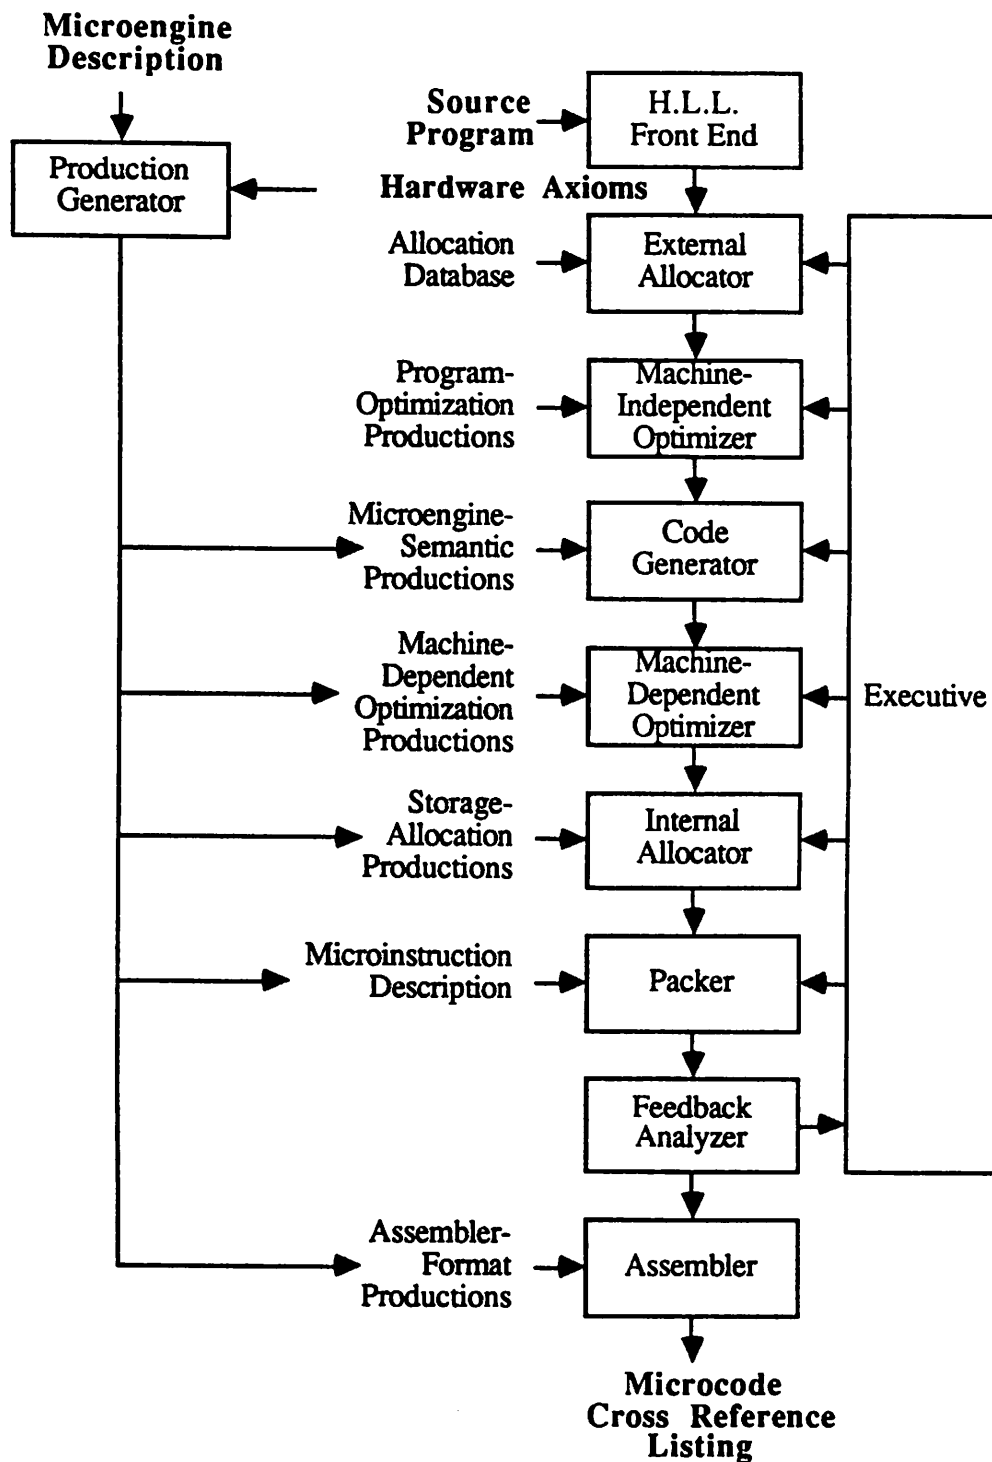 Microengine
Description
Source
Program
H.L.L.
Front End
Production
Generator
Hardware Axioms
Allocation
Database
External
Allocator
Program-
Optimization
Productions
Machine-
Independent
Optimizer
Microengine-
Semantic
Productions
Code
Generator
Machine-
Dependent
Optimization
Productions
Machine-
Dependent
Optimizer
Executive
Storage-
Allocation
Productions
Internal
Allocator
Microinstruction
Description
Packer
Feedback
Analyzer
Assembler-
Format
Productions
Assembler
Microcode
Cross Reference
Listing